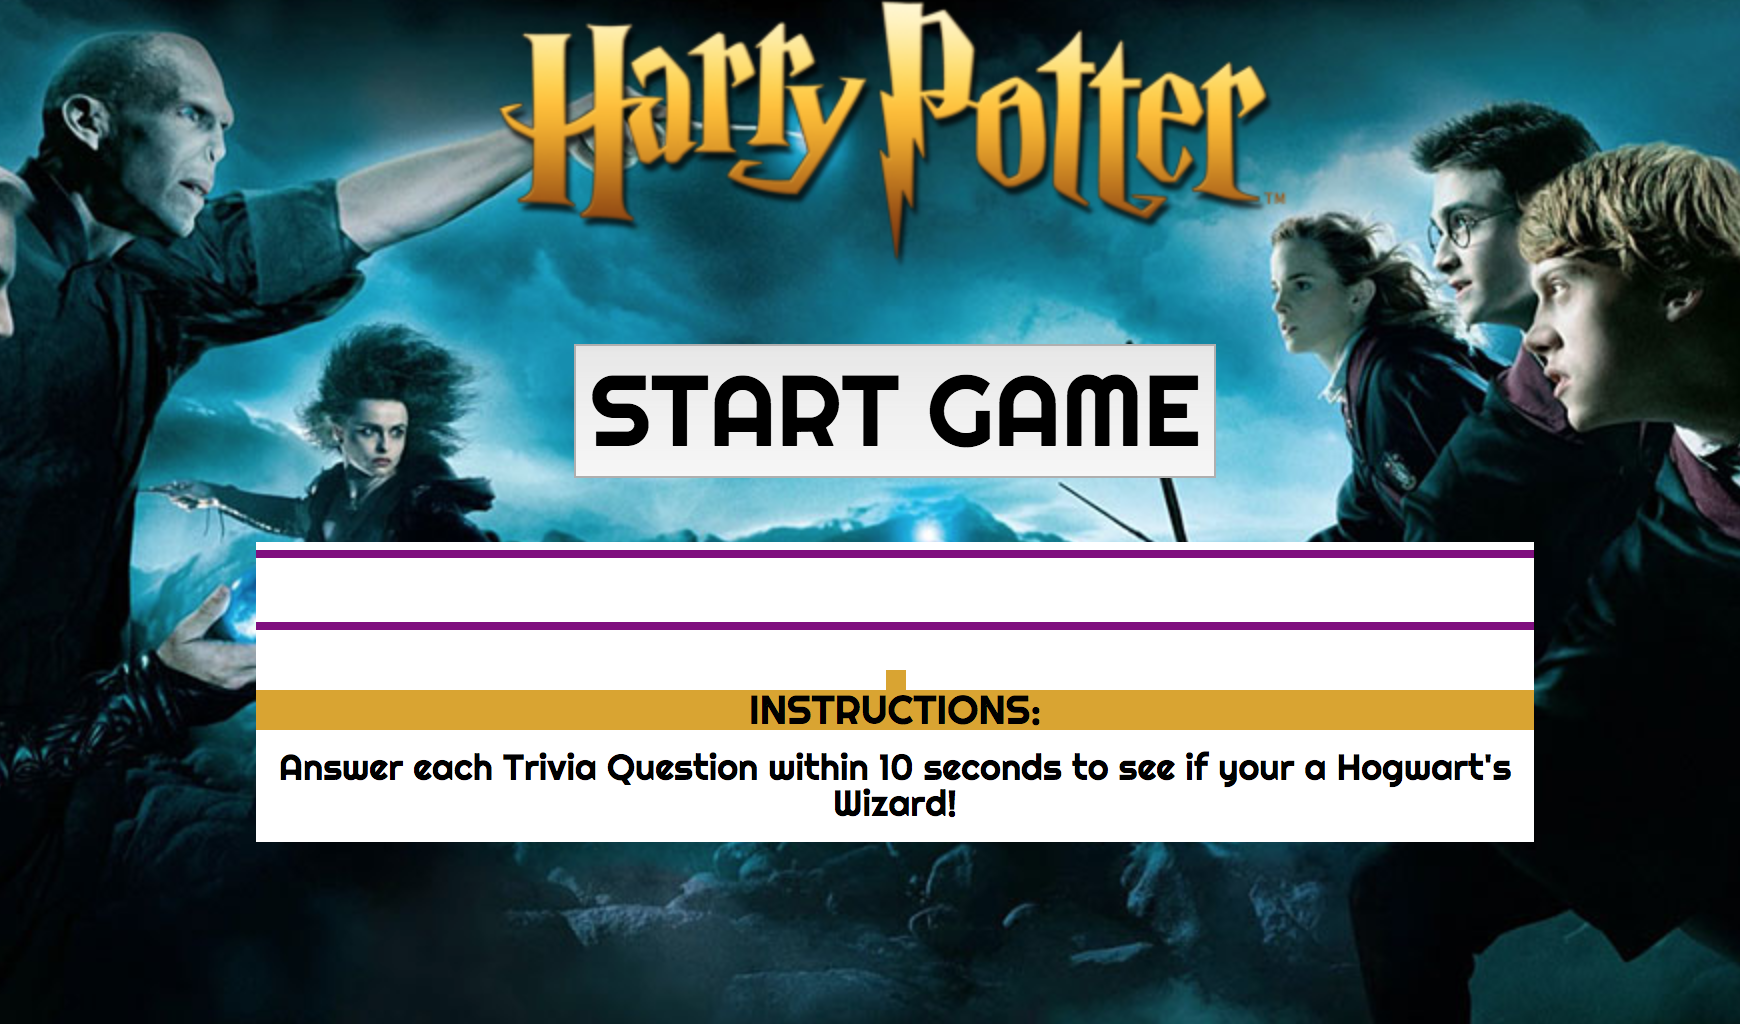 Harry Potter™
START GAME
INSTRUCTIONS:
Answer each Trivia Question within 10 seconds to see if your a Hogwart's
Wizard!